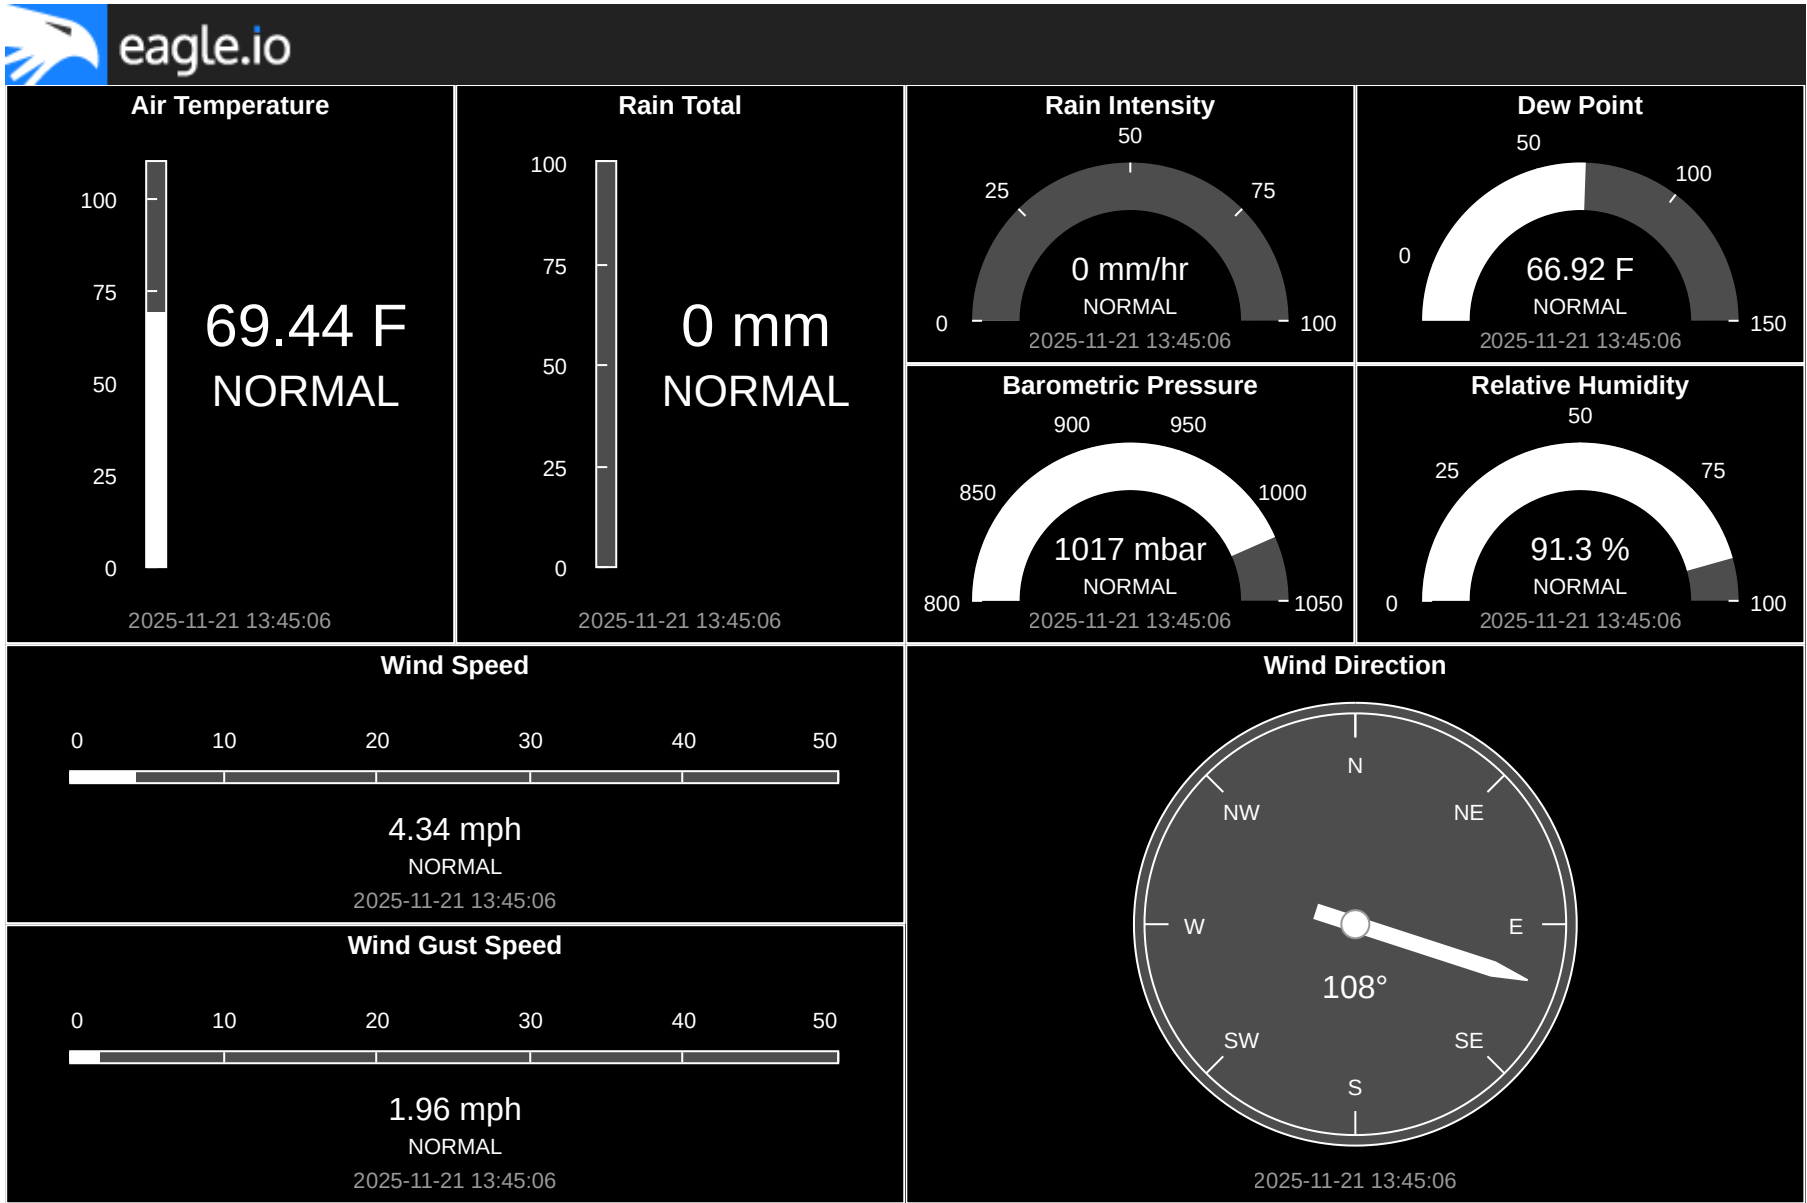 eagle.io
Air Temperature
100
75
50
25
0
69.44 F
NORMAL
2025-11-21 13:45:06
Rain Total
100
75
50
25
0
0 mm
NORMAL
2025-11-21 13:45:06
Rain Intensity
50
25
75
0
100
0 mm/hr
NORMAL
2025-11-21 13:45:06
Dew Point
50
100
0
150
66.92 F
NORMAL
2025-11-21 13:45:06
Barometric Pressure
900
950
850
1000
800
1050
1017 mbar
NORMAL
2025-11-21 13:45:06
Relative Humidity
50
25
75
0
100
91.3 %
NORMAL
2025-11-21 13:45:06
Wind Speed
0 10 20 30 40 50
4.34 mph
NORMAL
2025-11-21 13:45:06
Wind Gust Speed
0 10 20 30 40 50
1.96 mph
NORMAL
2025-11-21 13:45:06
Wind Direction
N
NW NE
W E
108°
SW SE
S
2025-11-21 13:45:06